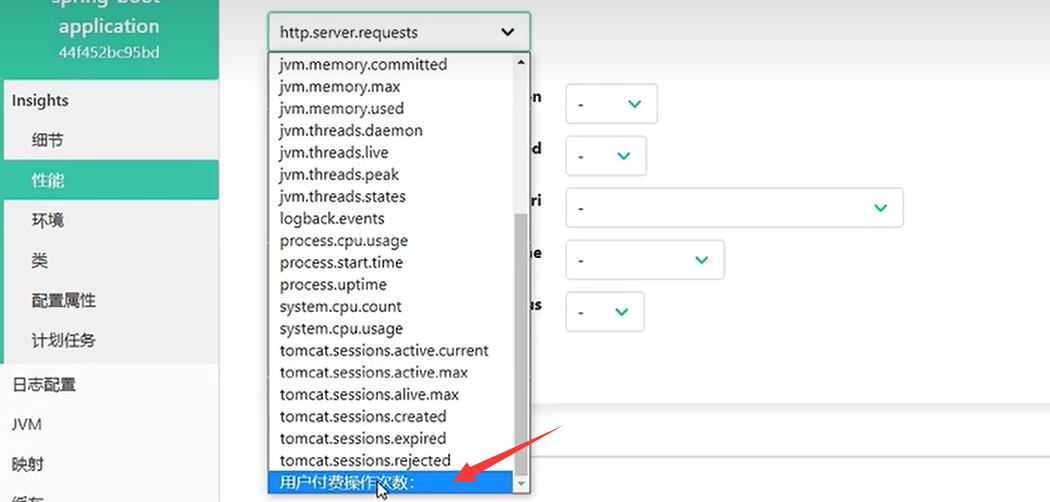 spring-boot
application
44f452bc95bd
Insights
细节
性能
环境
类
配置属性
计划任务
日志配置
JVM
映射
缓存
http.server.requests
jvm.memory.committed
jvm.memory.max
jvm.memory.used
jvm.threads.daemon
jvm.threads.live
jvm.threads.peak
jvm.threads.states
logback.events
process.cpu.usage
process.start.time
process.uptime
system.cpu.count
system.cpu.usage
tomcat.sessions.active.current
tomcat.sessions.active.max
tomcat.sessions.alive.max
tomcat.sessions.created
tomcat.sessions.expired
tomcat.sessions.rejected
用户付费操作次数:
n -
d -
ri -
e -
us -